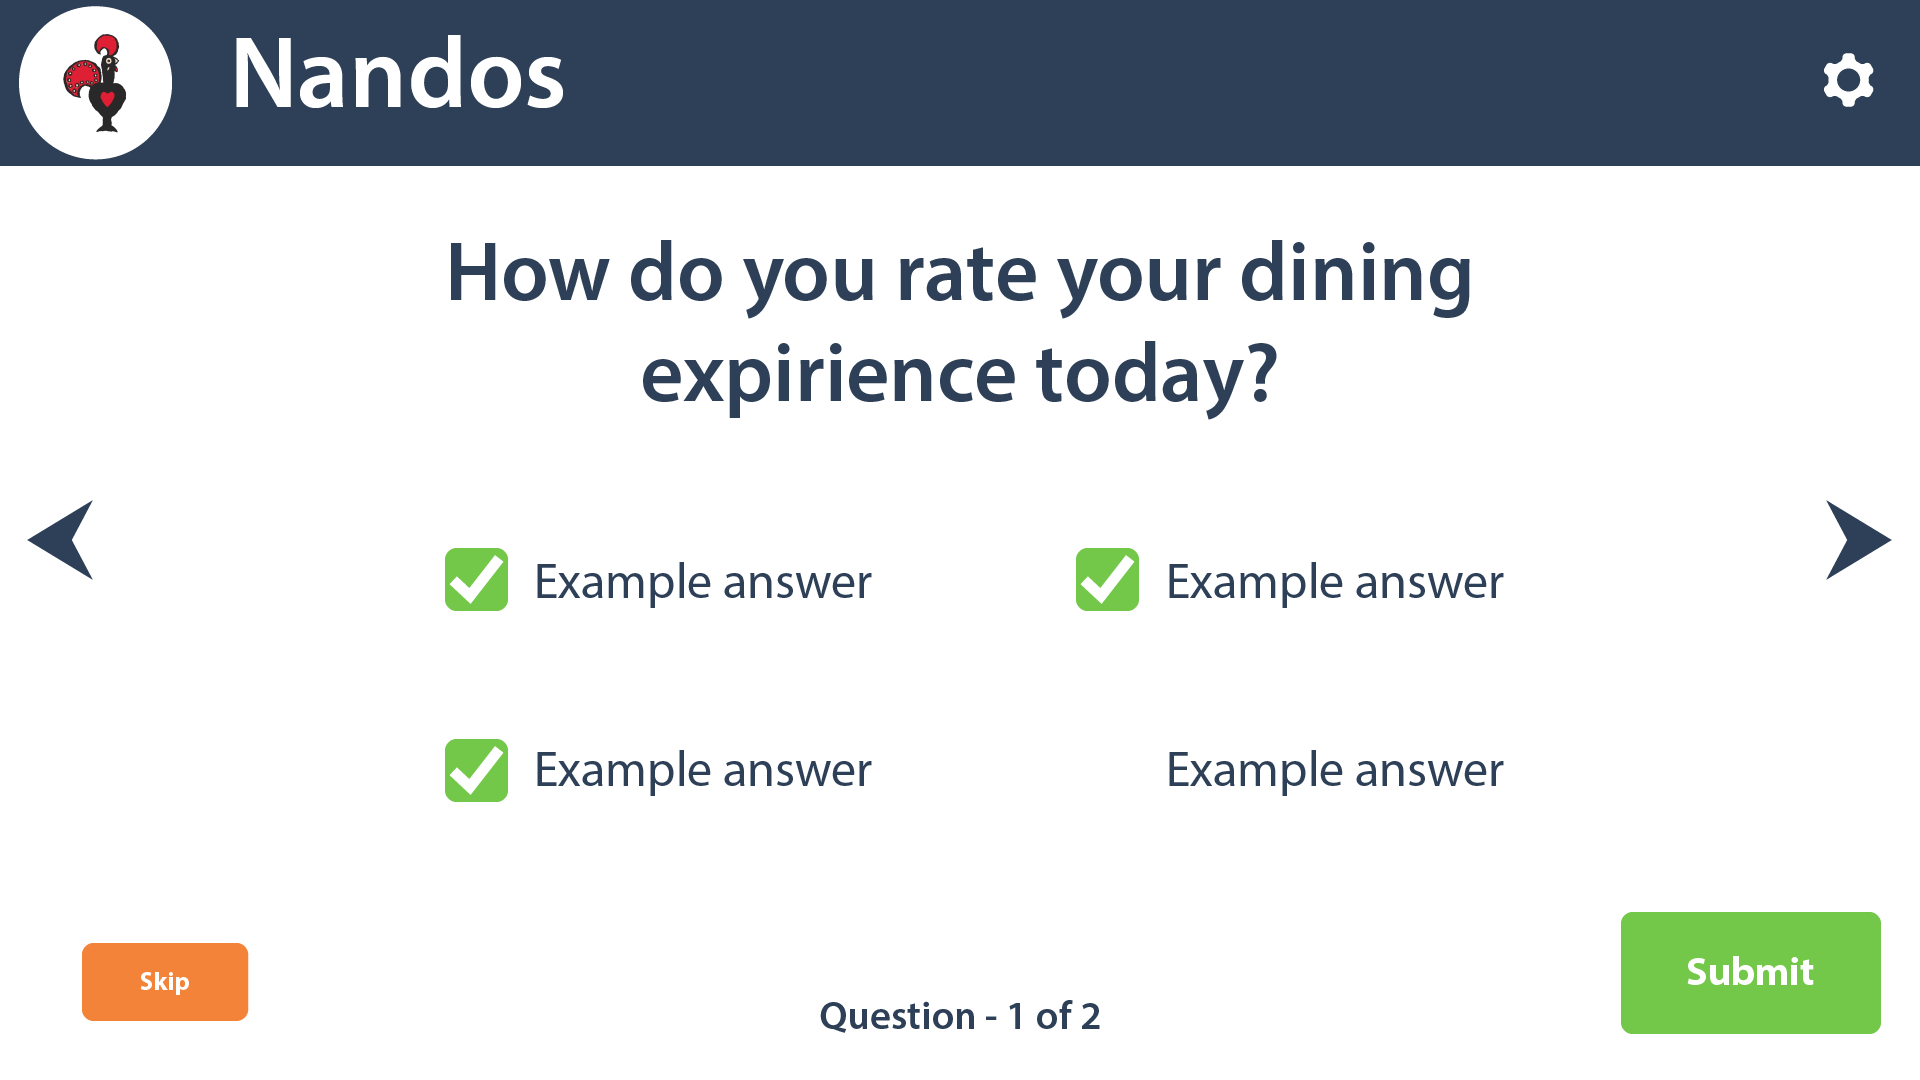 Nandos
How do you rate your dining
expirience today?
Example answer
Example answer
Example answer
Example answer
Skip
Question - 1 of 2
Submit